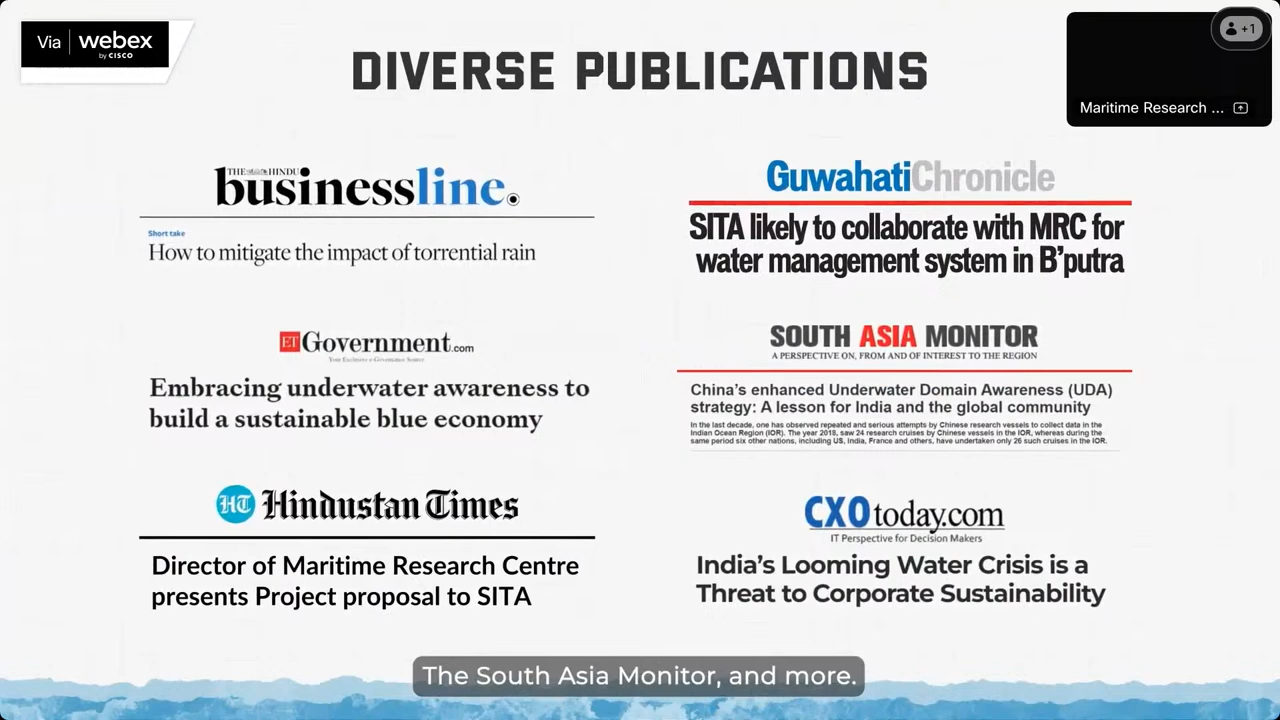 Via webex
by CISCO
DIVERSE PUBLICATIONS
+1
Maritime Research ...
THE HINDU
businessline.
Short take
How to mitigate the impact of torrential rain
GuwahatiChronicle
SITA likely to collaborate with MRC for
water management system in B'putra
ET Government.com
Your Exclusive e-Governance Source
Embracing underwater awareness to
build a sustainable blue economy
SOUTH ASIA MONITOR
A PERSPECTIVE ON, FROM AND OF INTEREST TO THE REGION
China's enhanced Underwater Domain Awareness (UDA)
strategy: A lesson for India and the global community
In the last decade, one has observed repeated and serious attempts by Chinese research vessels to collect data in the
Indian Ocean Region (IOR). The year 2018, saw 24 research cruises by Chinese vessels in the IOR, whereas during the
same period six other nations, including US, India, France and others, have undertaken only 26 such cruises in the IOR.
HT Hindustan Times
Director of Maritime Research Centre
presents Project proposal to SITA
CXOtoday.com
IT Perspective for Decision Makers
India's Looming Water Crisis is a
Threat to Corporate Sustainability
The South Asia Monitor, and more.